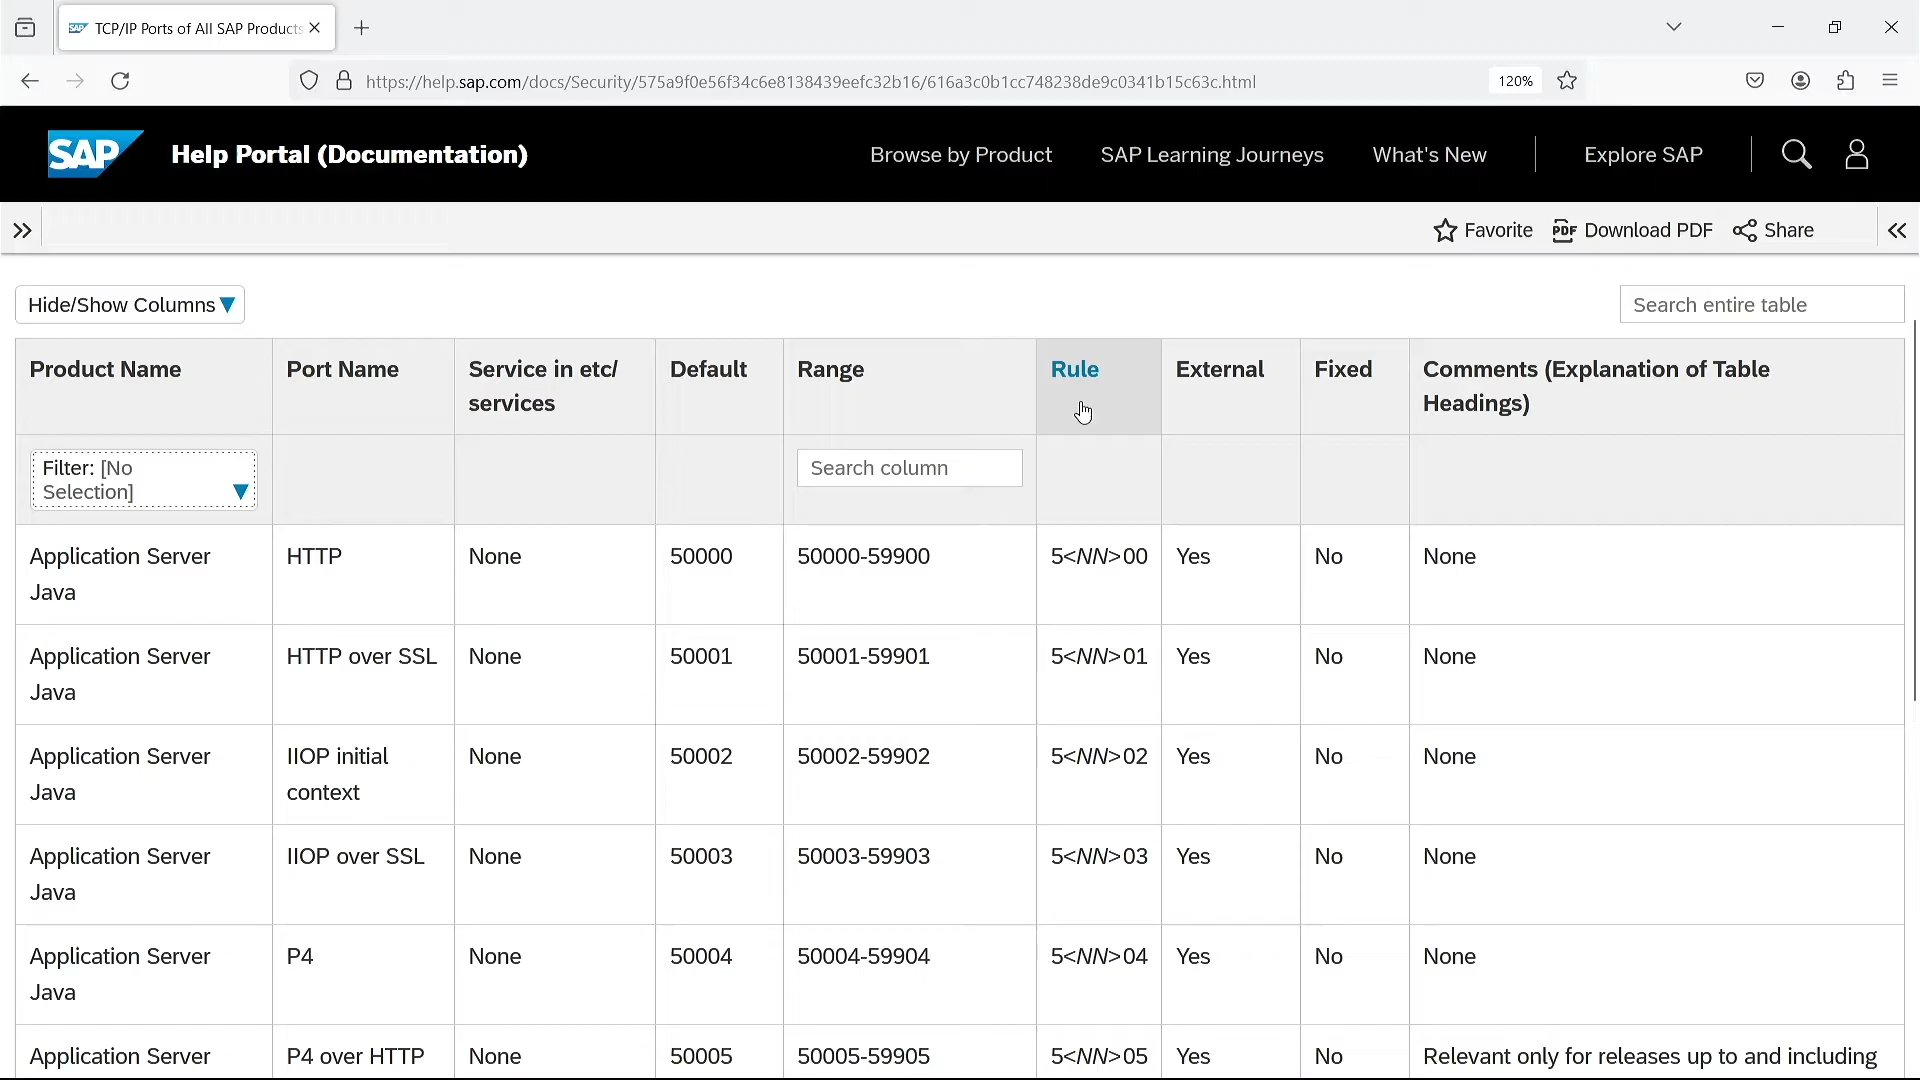 TCP/IP Ports of All SAP Products
https://help.sap.com/docs/Security/575a9f0e56f34c6e8138439eefc32b16/616a3c0b1cc748238de9c0341b15c63c.html
120%
SAP
Help Portal (Documentation)
Browse by Product
SAP Learning Journeys
What's New
Explore SAP
Favorite
PDF Download PDF
Share
Hide/Show Columns
Search entire table
Product Name
Port Name
Service in etc/
services
Default
Range
Rule
External
Fixed
Comments (Explanation of Table
Headings)
Filter: [No
Selection]
Search column
Application Server
Java
HTTP
None
50000
50000-59900
5<NN>00
Yes
No
None
Application Server
Java
HTTP over SSL
None
50001
50001-59901
5<NN>01
Yes
No
None
Application Server
Java
IIOP initial
context
None
50002
50002-59902
5<NN>02
Yes
No
None
Application Server
Java
IIOP over SSL
None
50003
50003-59903
5<NN>03
Yes
No
None
Application Server
Java
P4
None
50004
50004-59904
5<NN>04
Yes
No
None
Application Server
P4 over HTTP
None
50005
50005-59905
5<NN>05
Yes
No
Relevant only for releases up to and including